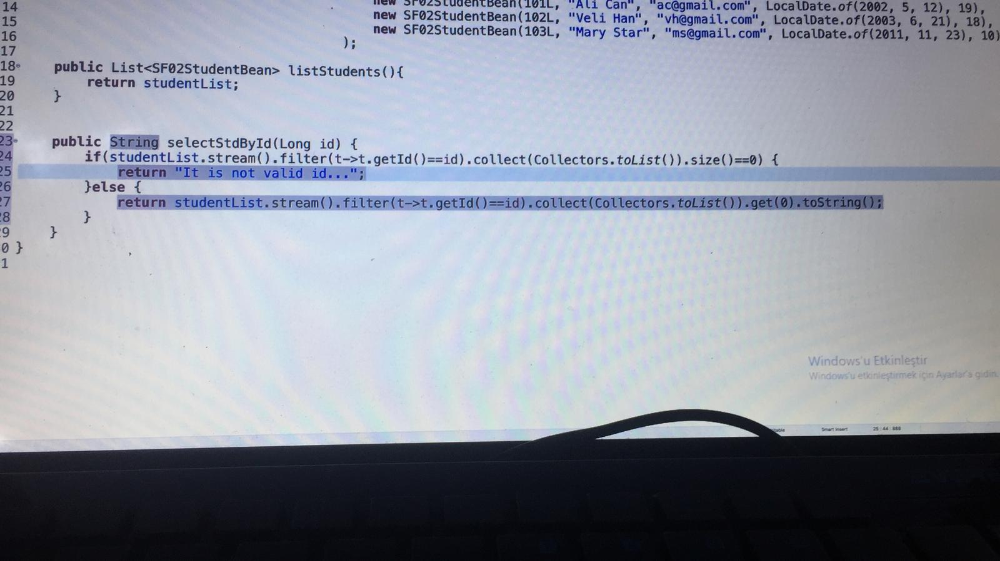 14 new SF02StudentBean(101L, "Ali Can", "ac@gmail.com", LocalDate.of(2002, 5, 12), 19),
15 new SF02StudentBean(102L, "Veli Han", "vh@gmail.com", LocalDate.of(2003, 6, 21), 18),
16 new SF02StudentBean(103L, "Mary Star", "ms@gmail.com", LocalDate.of(2011, 11, 23), 10)
17 );
18 public List<SF02StudentBean> listStudents(){
19 return studentList;
20 }
21
22
23 public String selectStdById(Long id) {
24 if(studentList.stream().filter(t->t.getId()==id).collect(Collectors.toList()).size()==0) {
25 return "It is not valid id...";
26 }else {
27 return studentList.stream().filter(t->t.getId()==id).collect(Collectors.toList()).get(0).toString();
28 }
9 }
0 }
1
Windows'u Etkinleştir
Windows'u etkinleştirmek için Ayarlar'a gidin.
Smart Insert 25 : 44 : 888